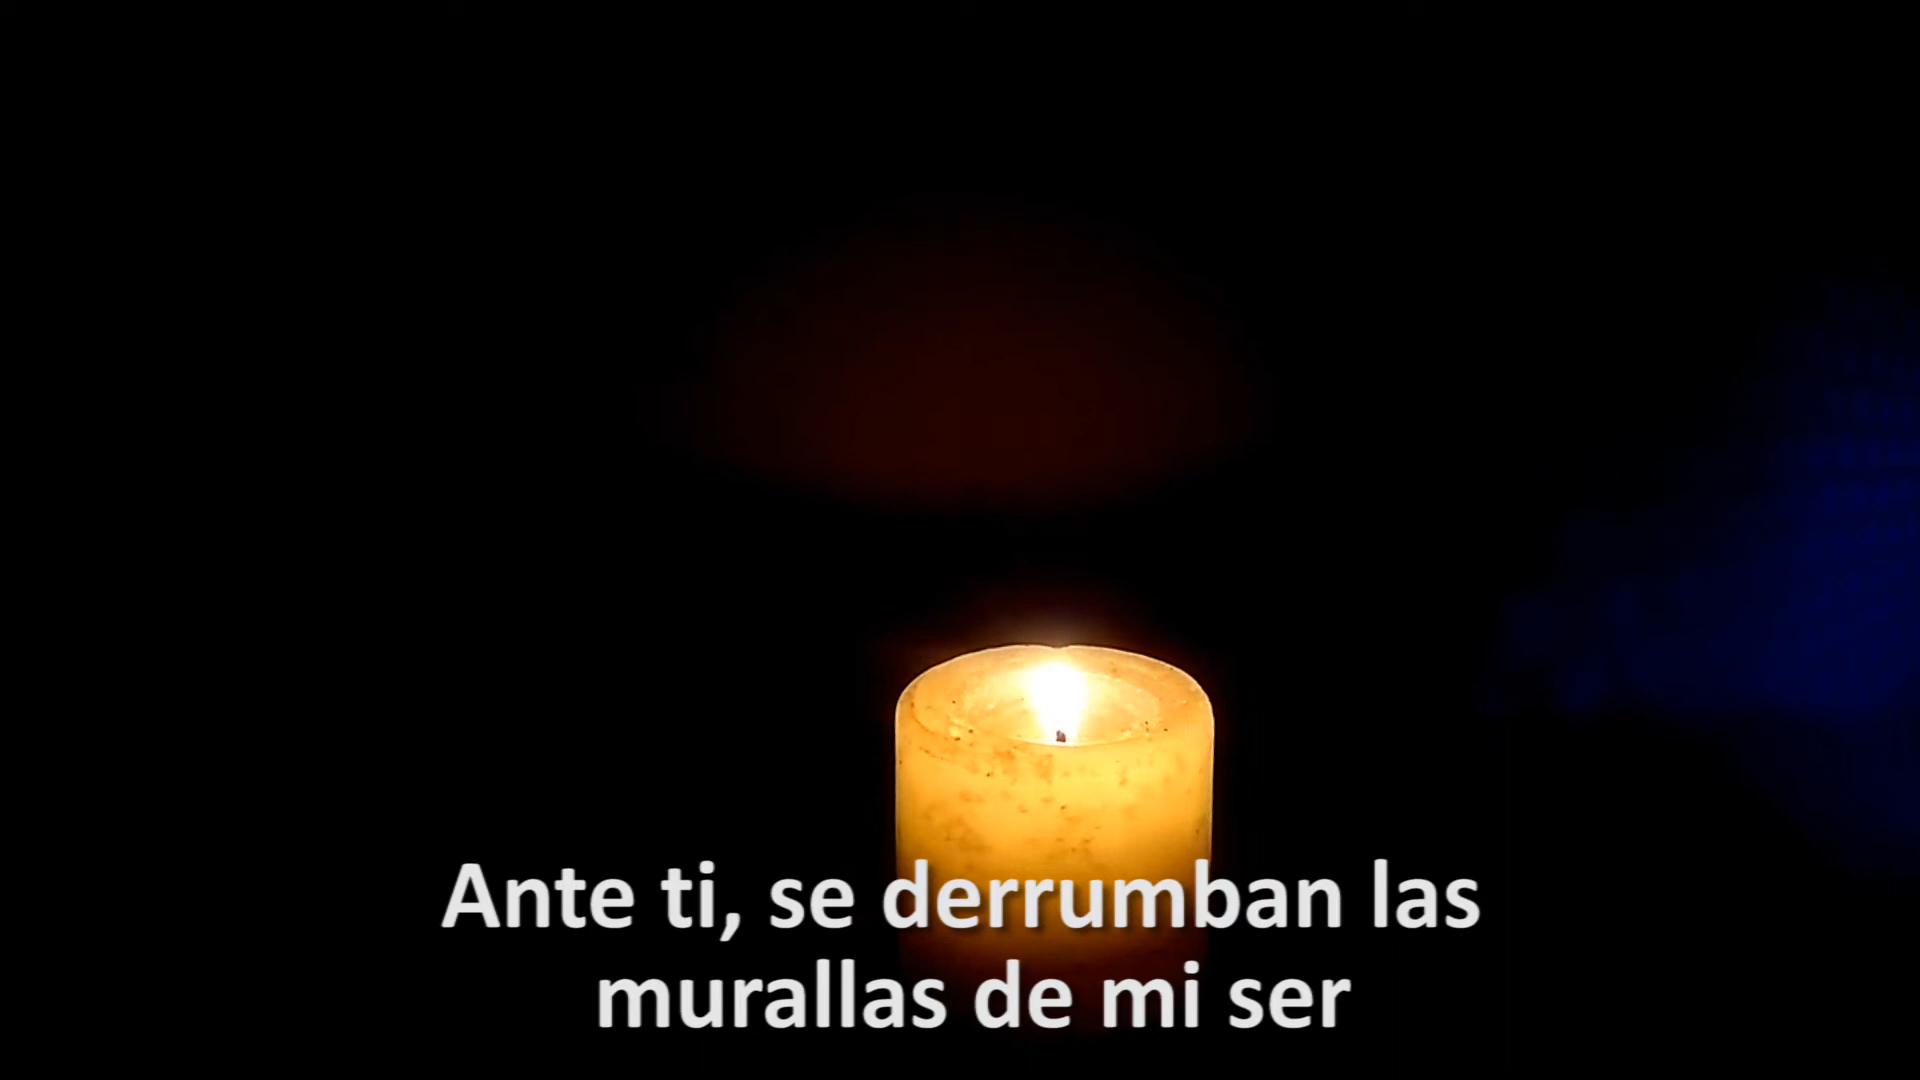 Ante ti, se derrumban las
murallas de mi ser